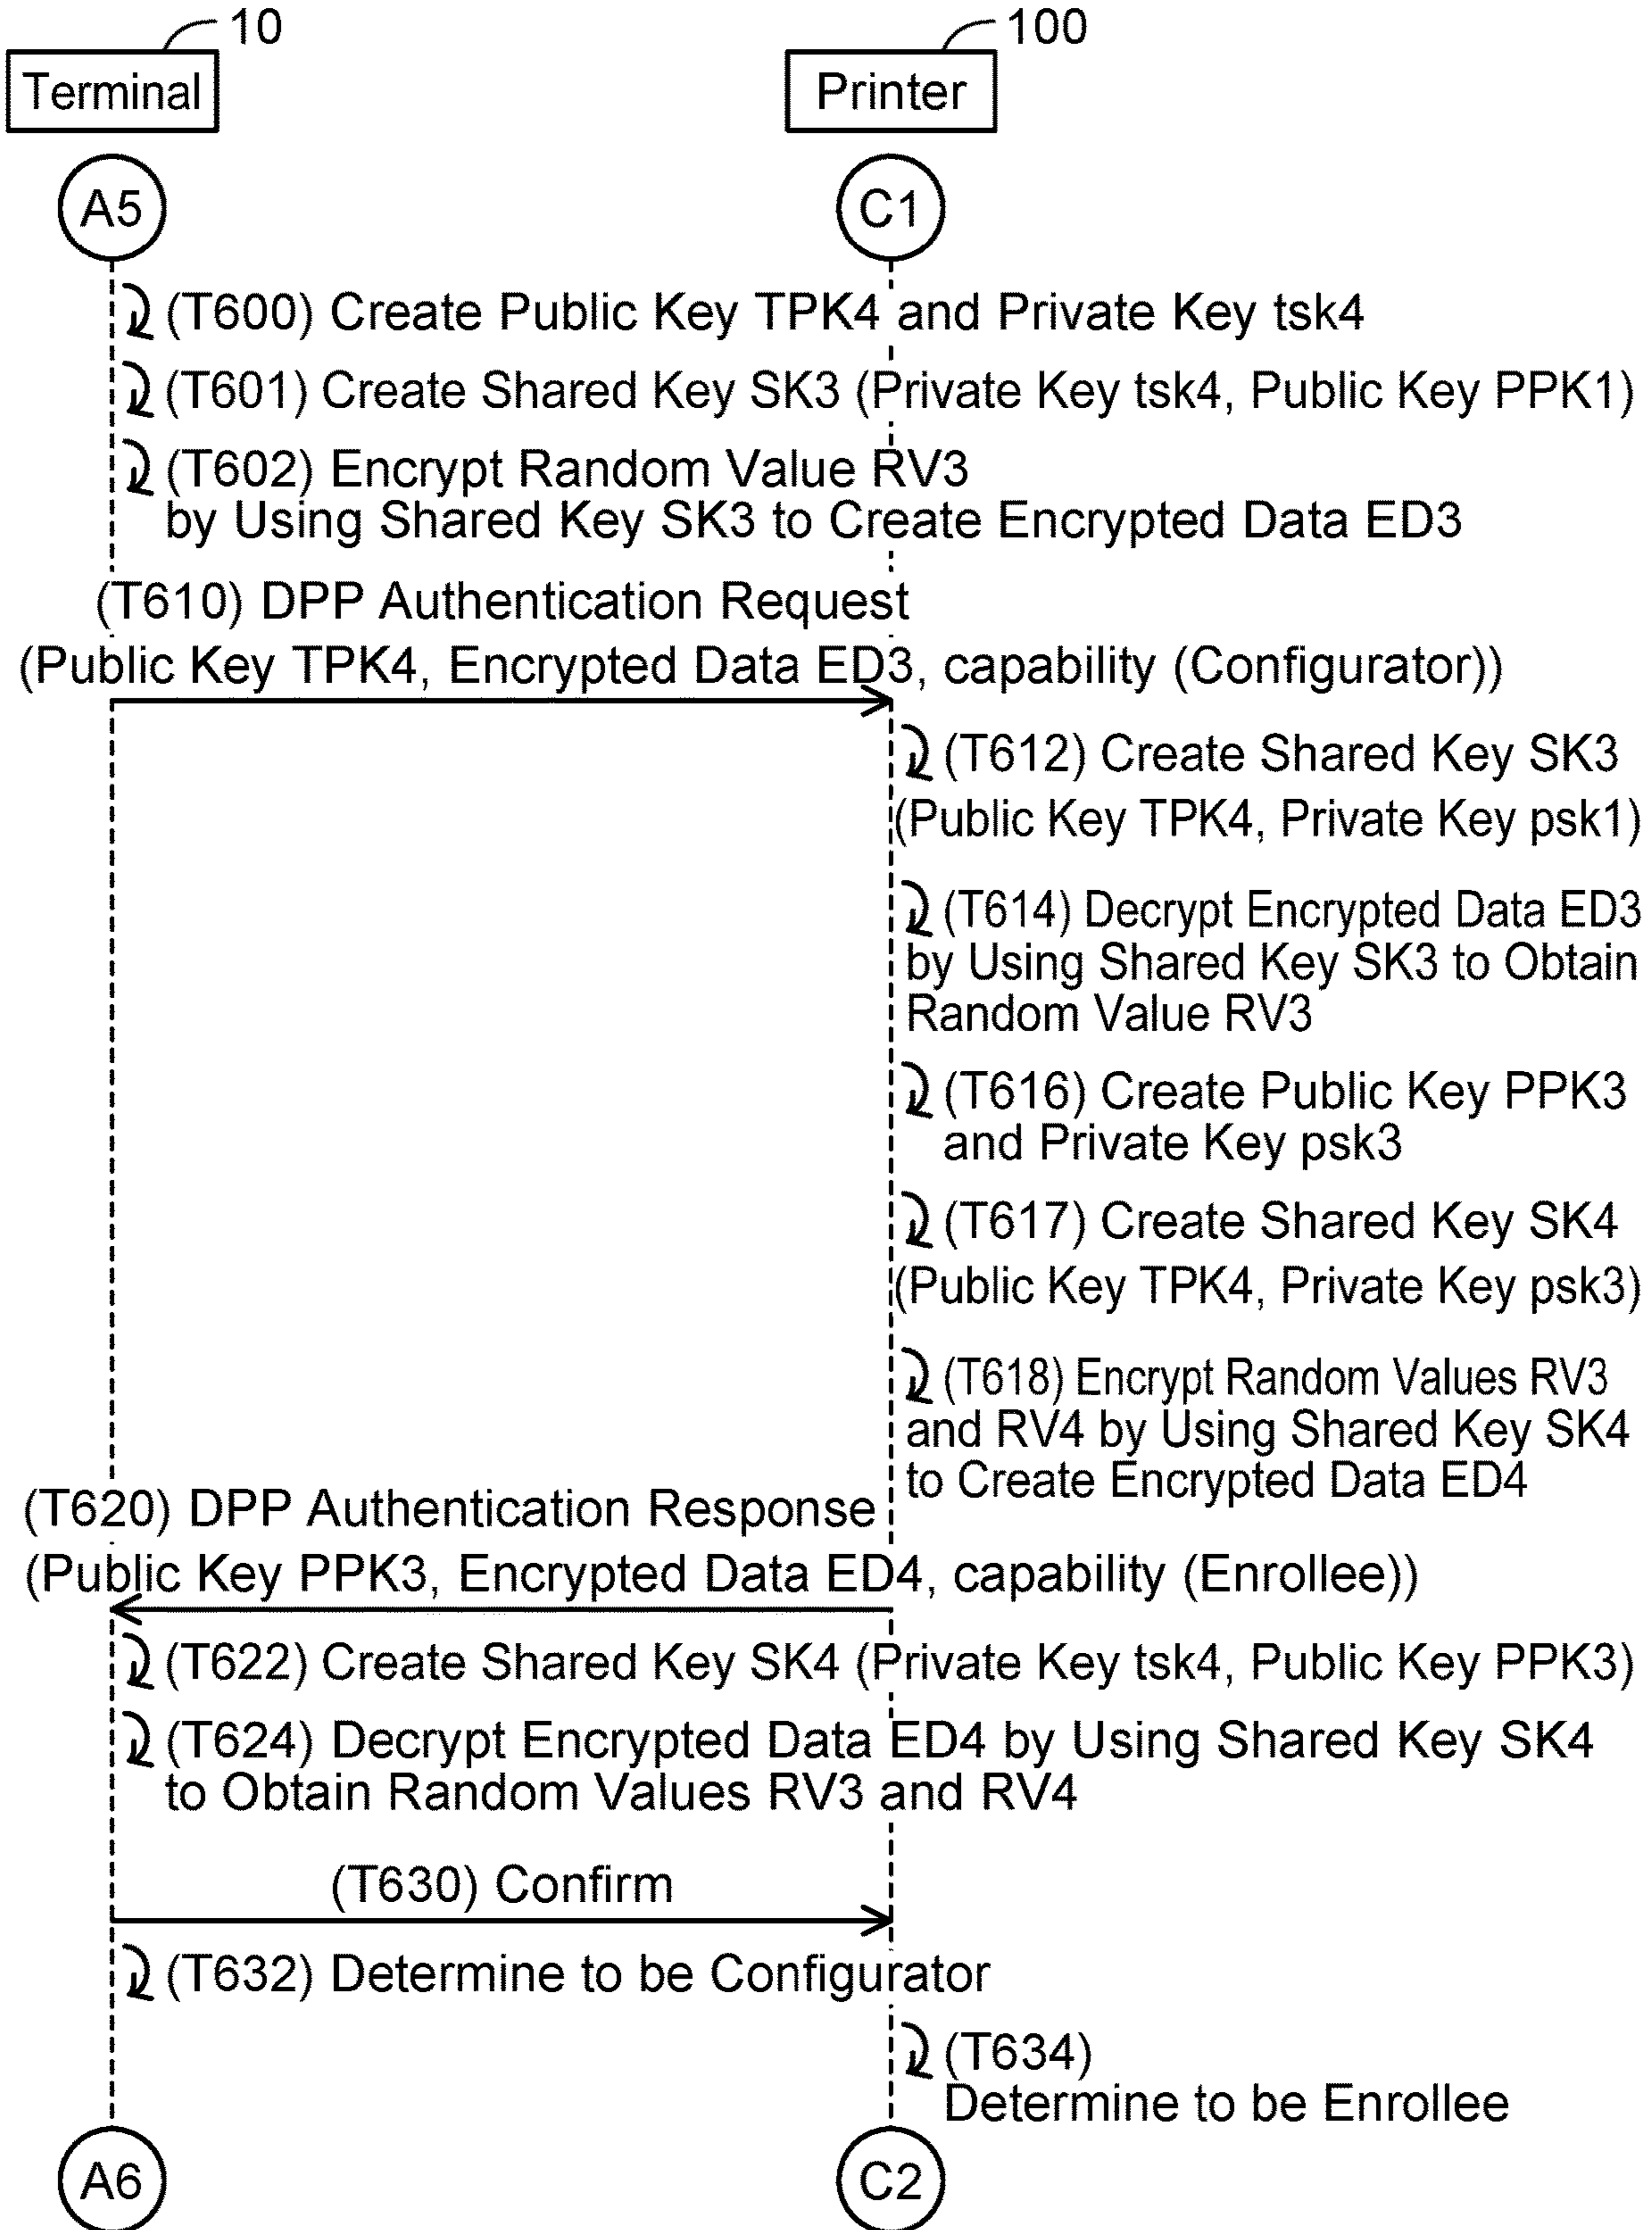 10
100
Terminal
Printer
A5
C1
(T600) Create Public Key TPK4 and Private Key tsk4
(T601) Create Shared Key SK3 (Private Key tsk4, Public Key PPK1)
(T602) Encrypt Random Value RV3
by Using Shared Key SK3 to Create Encrypted Data ED3
(T610) DPP Authentication Request
(Public Key TPK4, Encrypted Data ED3, capability (Configurator))
(T612) Create Shared Key SK3
(Public Key TPK4, Private Key psk1)
(T614) Decrypt Encrypted Data ED3
by Using Shared Key SK3 to Obtain
Random Value RV3
(T616) Create Public Key PPK3
and Private Key psk3
(T617) Create Shared Key SK4
(Public Key TPK4, Private Key psk3)
(T618) Encrypt Random Values RV3
and RV4 by Using Shared Key SK4
to Create Encrypted Data ED4
(T620) DPP Authentication Response
(Public Key PPK3, Encrypted Data ED4, capability (Enrollee))
(T622) Create Shared Key SK4 (Private Key tsk4, Public Key PPK3)
(T624) Decrypt Encrypted Data ED4 by Using Shared Key SK4
to Obtain Random Values RV3 and RV4
(T630) Confirm
(T632) Determine to be Configurator
(T634)
Determine to be Enrollee
A6
C2